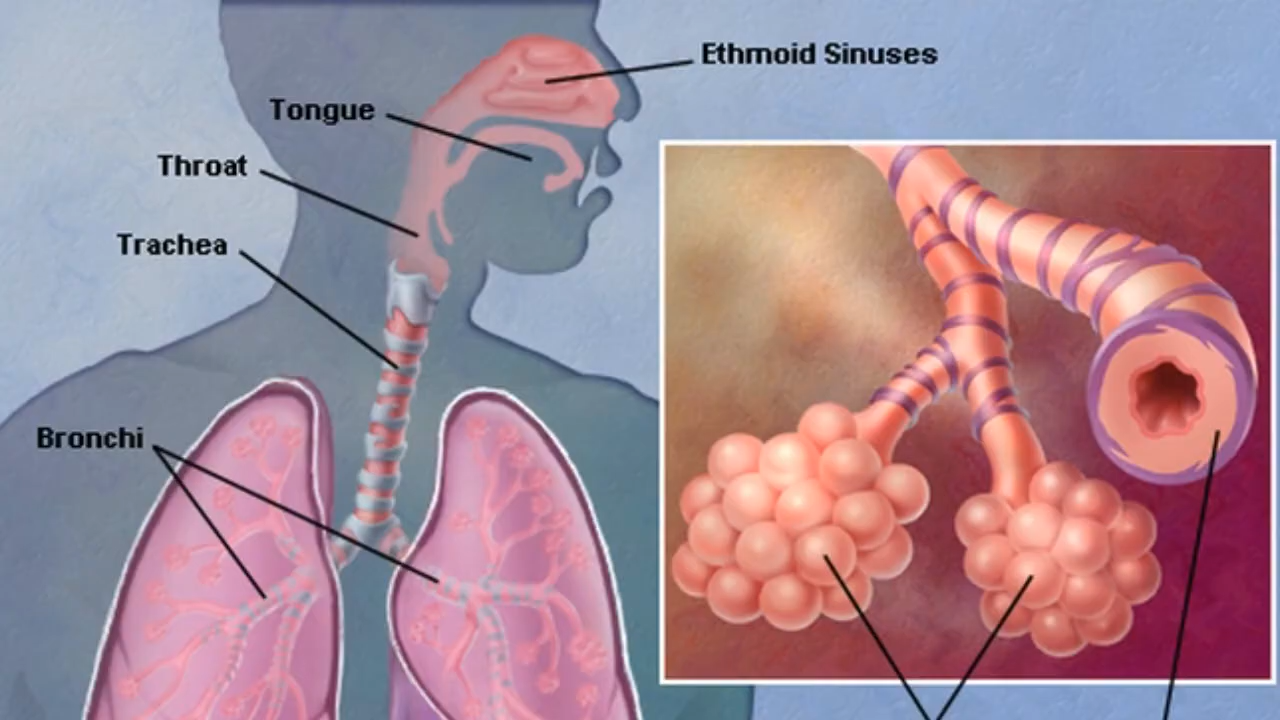 Ethmoid Sinuses
Tongue
Throat
Trachea
Bronchi